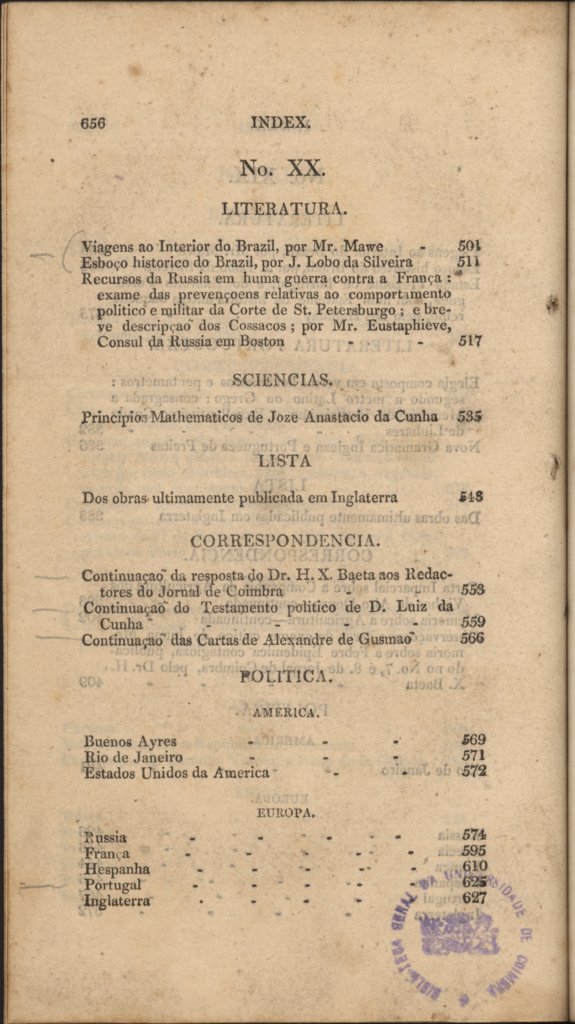 656 INDEX.
No. XX.
LITERATURA.
Viagens ao Interior do Brazil, por Mr. Mawe - 501
Esboço historico do Brazil, por J. Lobo da Silveira 511
Recursos da Russia em huma guerra contra a França :
exame das prevençoens relativas ao comportamento
politico e militar da Corte de St. Petersburgo ; e bre-
ve descripçaõ dos Cossacos ; por Mr. Eustaphieve,
Consul da Russia em Boston - - 517
SCIENCIAS.
Principios Mathematicos de Joze Anastacio da Cunha 535
LISTA
Dos obras ultimamente publicada em Inglaterra 548
CORRESPONDENCIA.
Continuaçaõ da resposta do Dr. H. X. Baeta aos Redac-
tores do Jornal de Coimbra - - 553
Continuaçaõ do Testamento politico de D. Luiz da
Cunha - - - - - 559
Continuaçaõ das Cartas de Alexandre de Gusmaõ 566
POLITICA.
AMERICA.
Buenos Ayres - - - 569
Rio de Janeiro - - - 571
Estados Unidos da America - - 572
EUROPA.
Russia - - - - - 574
França - - - - - 595
Hespanha - - - - - 610
Portugal - - - - - 625
Inglaterra - - - - - 627
BIBLIOTECA GERAL DA UNIVERSIDADE DE COIMBRA